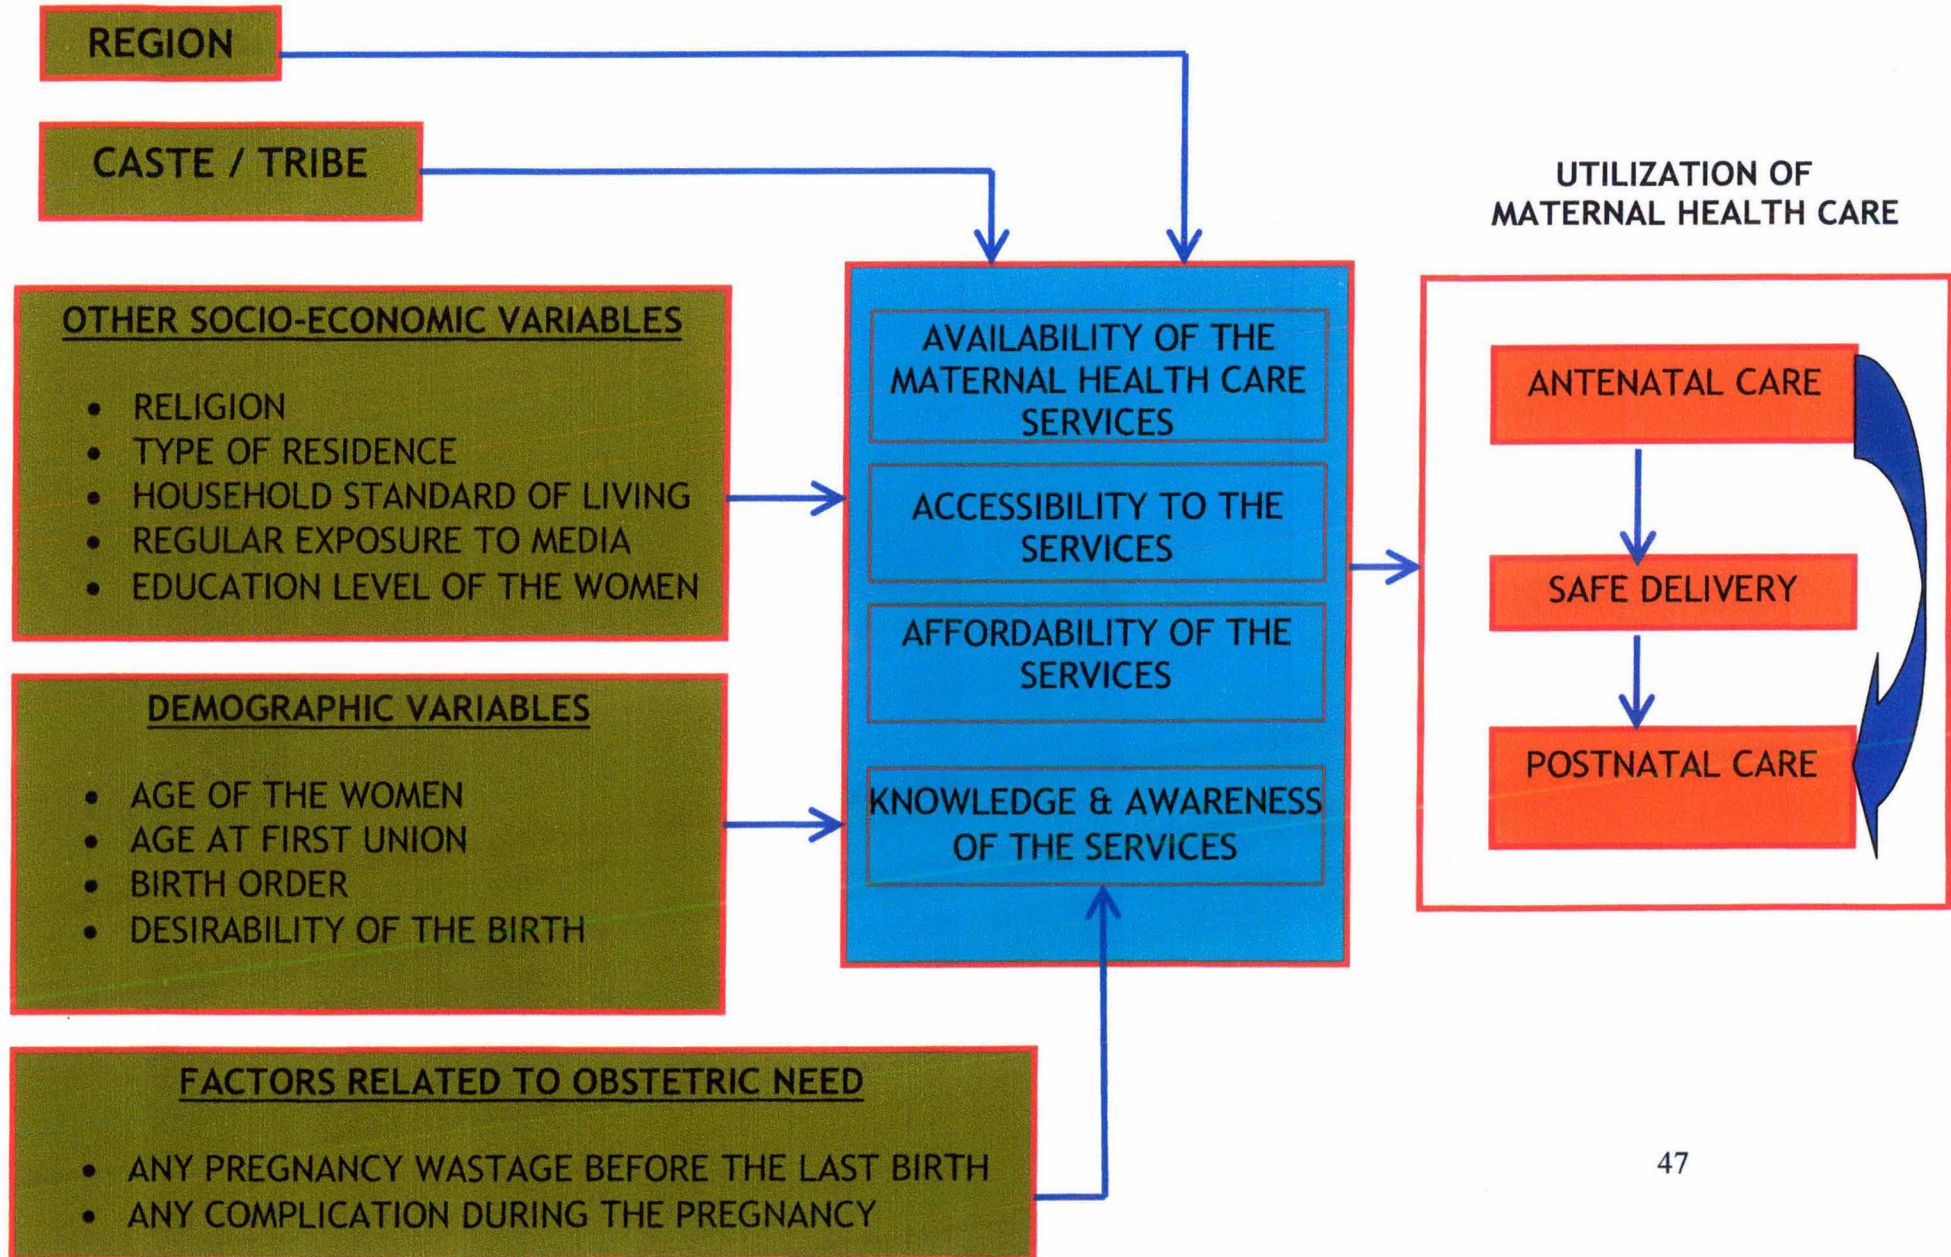 REGION
CASTE / TRIBE
OTHER SOCIO-ECONOMIC VARIABLES
• RELIGION
• TYPE OF RESIDENCE
• HOUSEHOLD STANDARD OF LIVING
• REGULAR EXPOSURE TO MEDIA
• EDUCATION LEVEL OF THE WOMEN
DEMOGRAPHIC VARIABLES
• AGE OF THE WOMEN
• AGE AT FIRST UNION
• BIRTH ORDER
• DESIRABILITY OF THE BIRTH
FACTORS RELATED TO OBSTETRIC NEED
• ANY PREGNANCY WASTAGE BEFORE THE LAST BIRTH
• ANY COMPLICATION DURING THE PREGNANCY
AVAILABILITY OF THE
MATERNAL HEALTH CARE
SERVICES
ACCESSIBILITY TO THE
SERVICES
AFFORDABILITY OF THE
SERVICES
KNOWLEDGE & AWARENESS
OF THE SERVICES
UTILIZATION OF
MATERNAL HEALTH CARE
ANTENATAL CARE
SAFE DELIVERY
POSTNATAL CARE
47